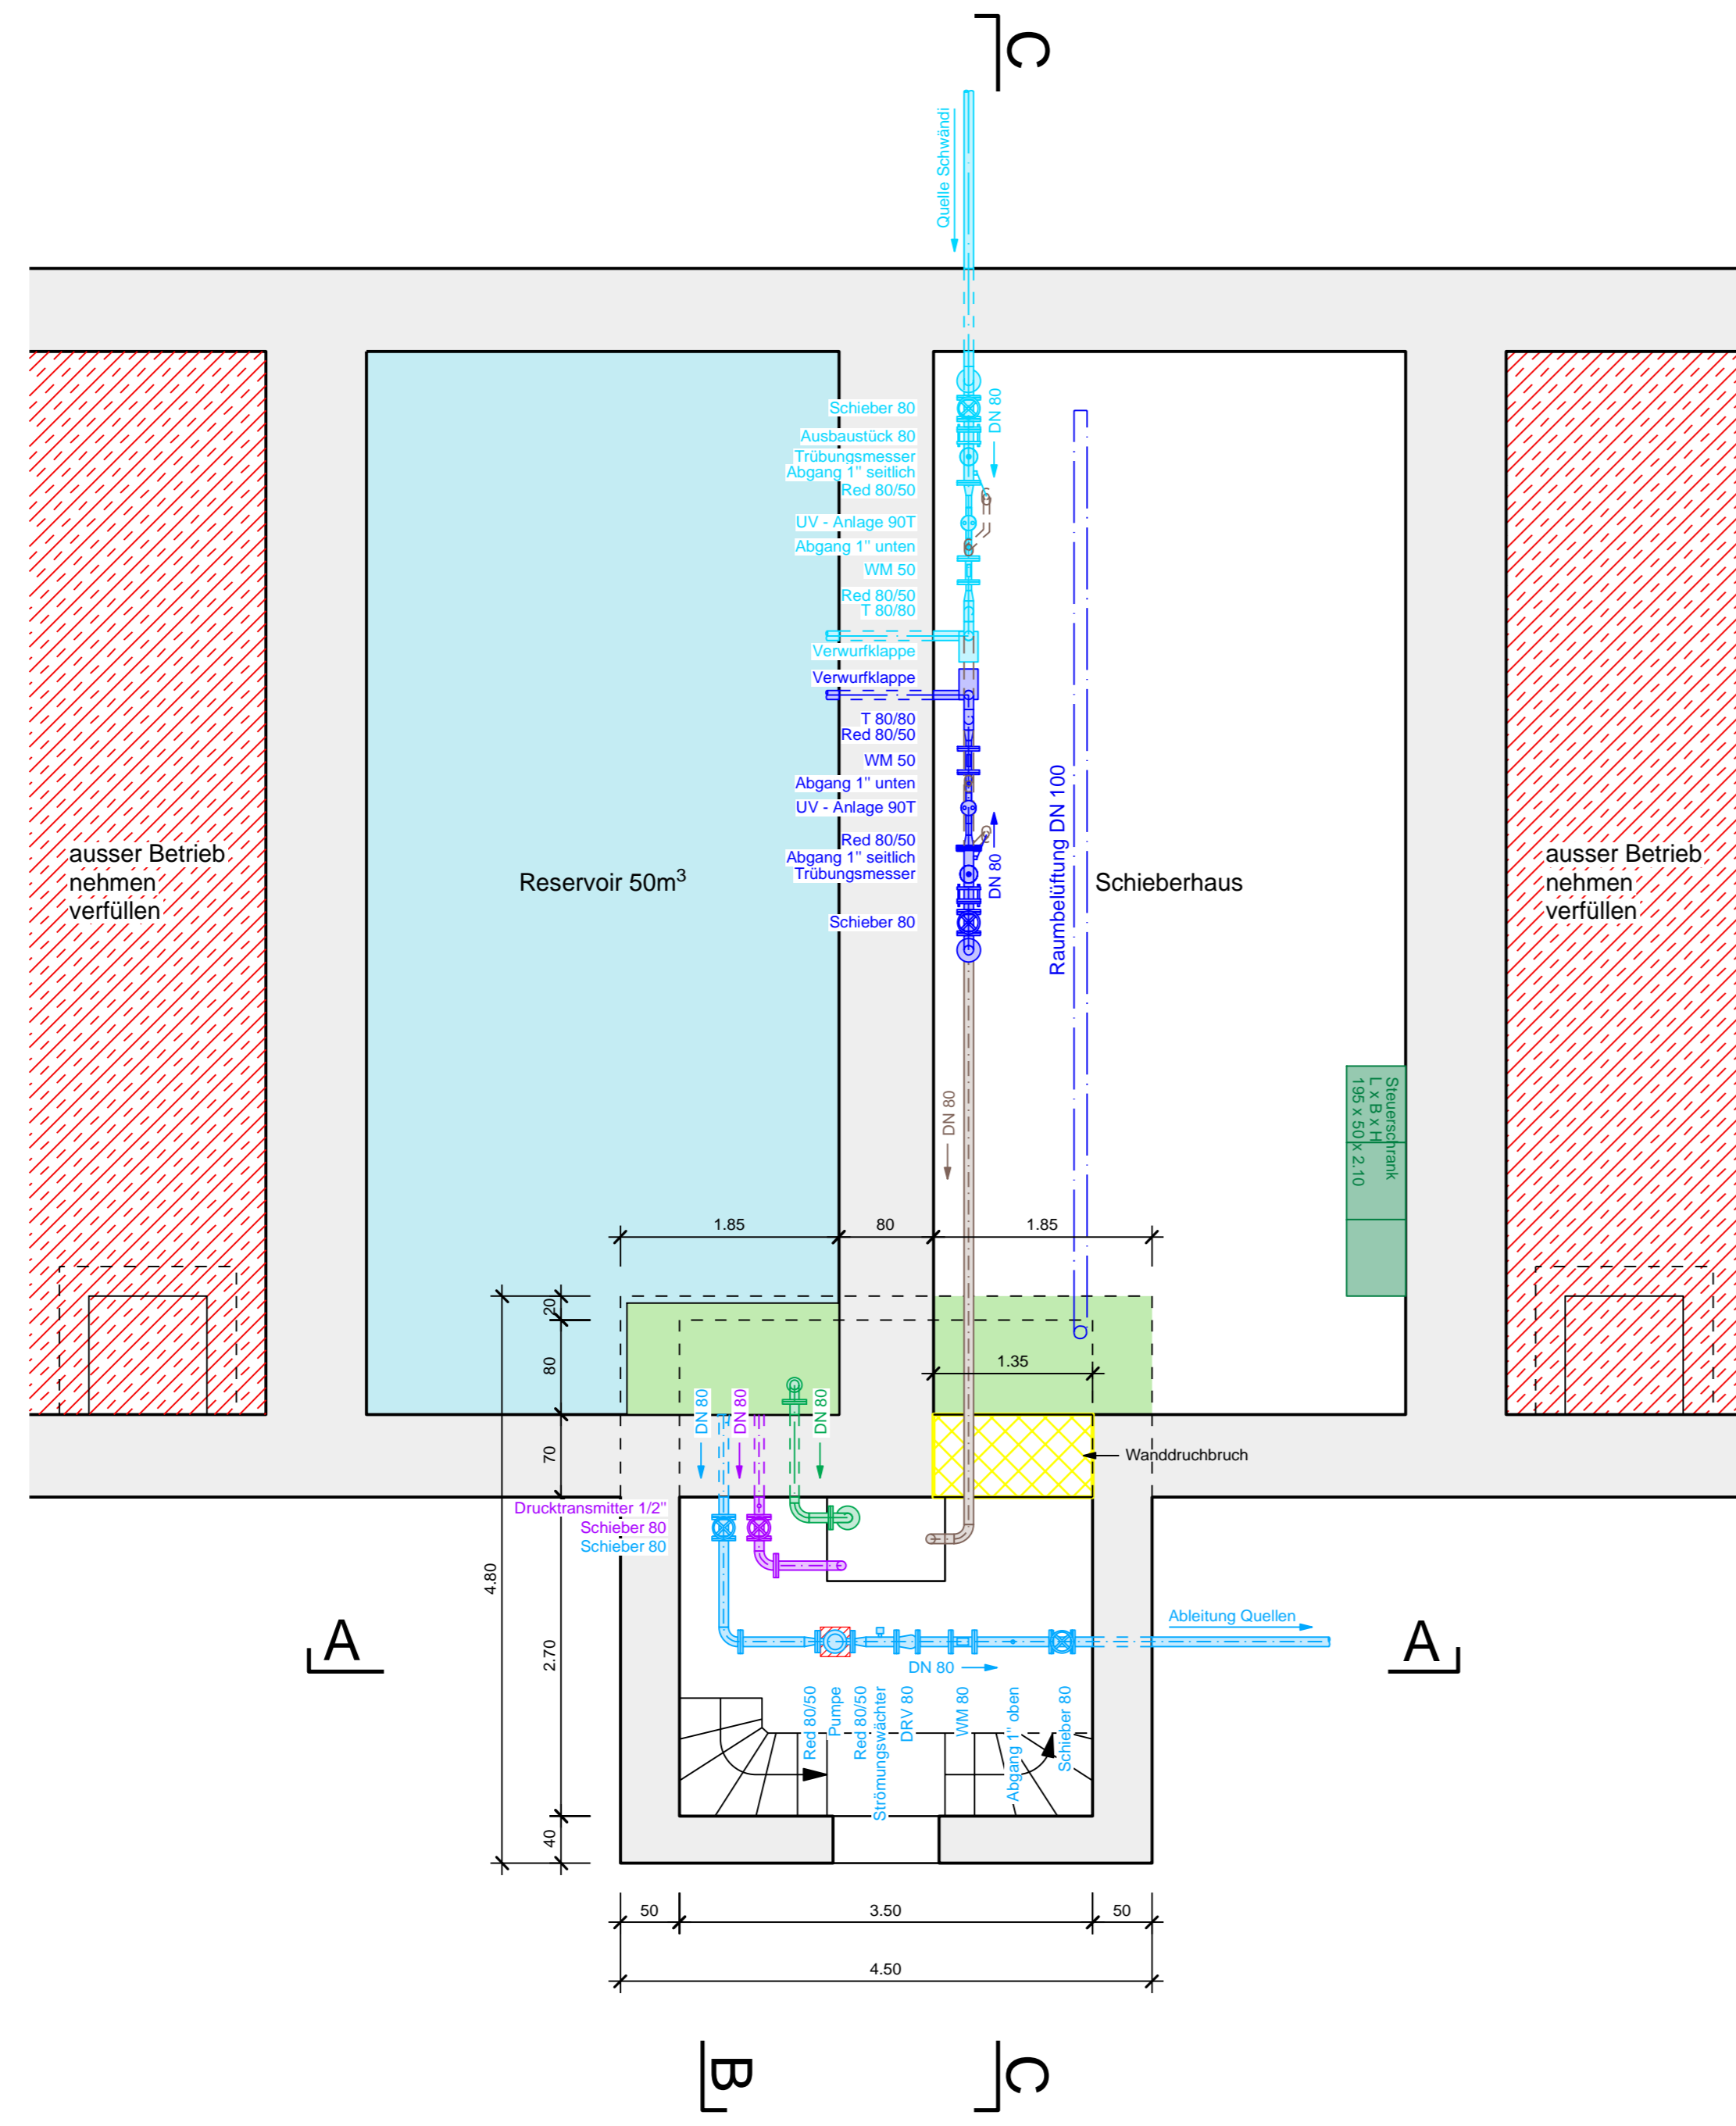 C
Quelle Schwändi
Schieber 80
DN 80
Ausbaustück 80
Trübungsmesser
Abgang 1" seitlich
Red 80/50
UV - Anlage 90T
Abgang 1" unten
WM 50
Red 80/50
T 80/80
Verwurfklappe
Verwurfklappe
T 80/80
Red 80/50
WM 50
Abgang 1" unten
UV - Anlage 90T
Red 80/50
Abgang 1" seitlich
Trübungsmesser
Schieber 80
DN 80
Raumbelüftung DN 100
ausser Betrieb
nehmen
verfüllen
Reservoir 50m³
Schieberhaus
ausser Betrieb
nehmen
verfüllen
Steuerschrank
L x B x H
195 x 50 x 2.10
DN 80
1.85
80
1.85
20
80
70
2.70
40
4.80
1.35
DN 80
DN 80
DN 80
Wanddruchbruch
Drucktransmitter 1/2"
Schieber 80
Schieber 80
A
Ableitung Quellen
A
DN 80
Red 80/50
Pumpe
Red 80/50
Strömungswächter
DRV 80
WM 80
Abgang 1" oben
Schieber 80
50
3.50
50
4.50
B
C